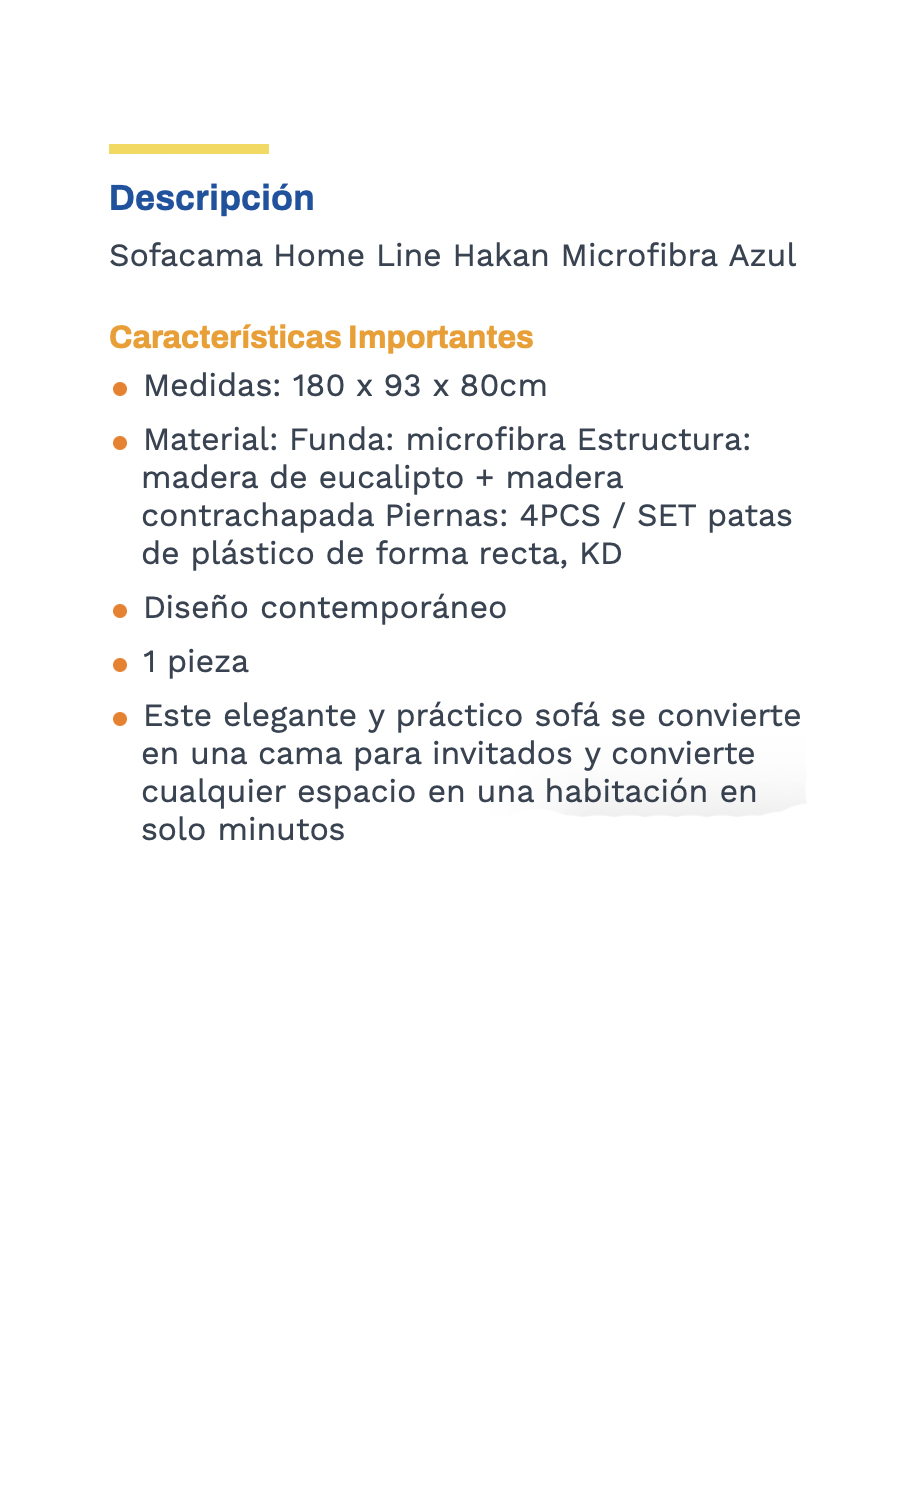 Descripción
Sofacama Home Line Hakan Microfibra Azul
Características Importantes
Medidas: 180 x 93 x 80cm
Material: Funda: microfibra Estructura:
madera de eucalipto + madera
contrachapada Piernas: 4PCS / SET patas
de plástico de forma recta, KD
Diseño contemporáneo
1 pieza
Este elegante y práctico sofá se convierte
en una cama para invitados y convierte
cualquier espacio en una habitación en
solo minutos